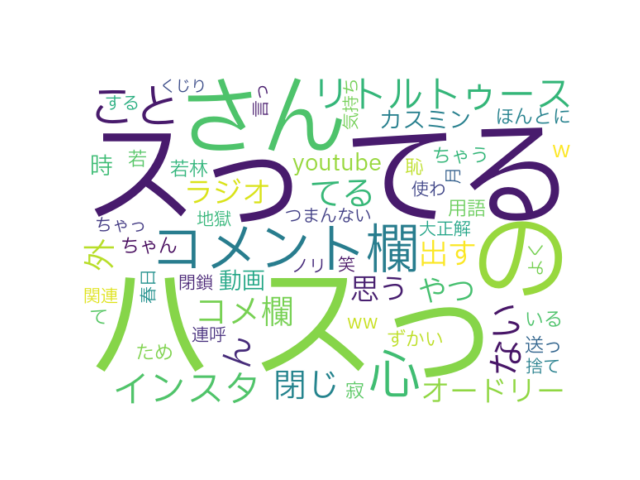 くじり
する
こと
さん
言っ
気持ち
リトルトゥース
カスミン
ほんとに
スってる
時
若
若林
youtube
恥
ちゃう
月
w
ラジオ
てる
使わ
用語
ちゃっ
地獄
つまんない
大正解
の
外
ちゃん
コメント欄
出す
よく
ノリ
笑
関連
て
春日
閉鎖
動画
思う
やつ
ない
ハスっ
コメ欄
連呼
ん
ww
ずかい
いる
送っ
捨て
ため
インスタ
閉じ
寂
心
オードリー